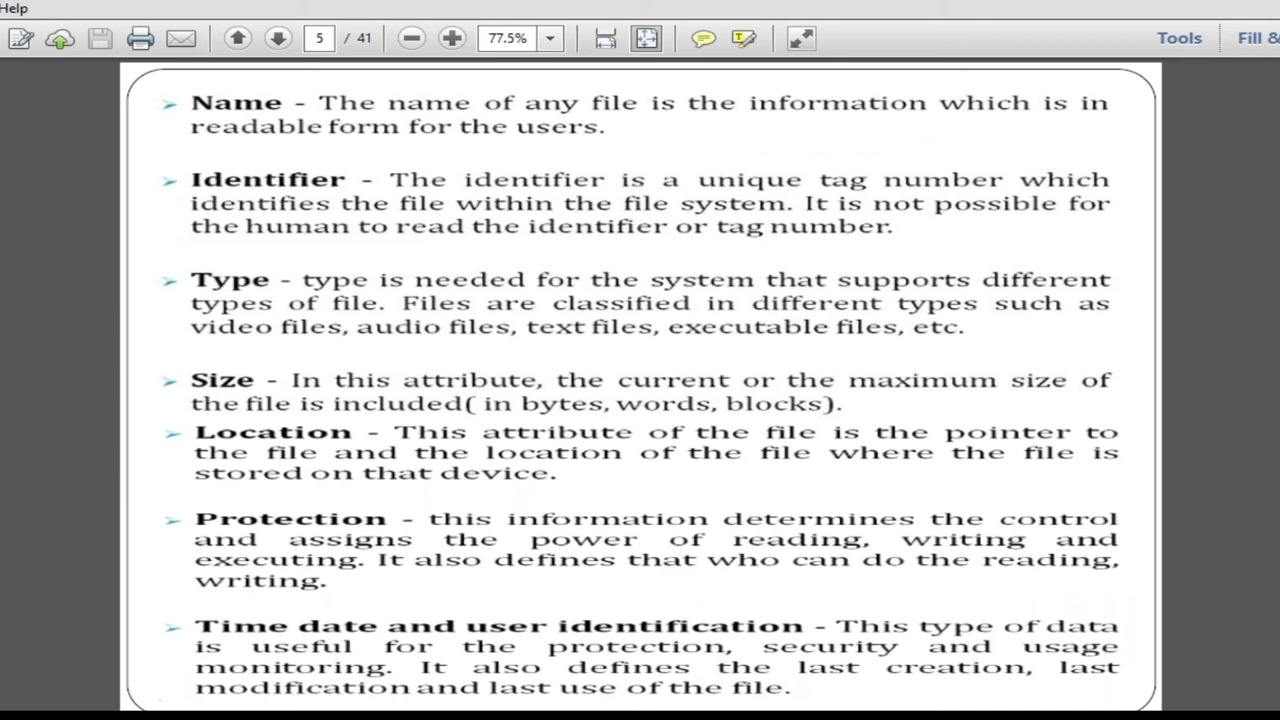 Help
5 / 41 77.5% Tools Fill &
Name - The name of any file is the information which is in
readable form for the users.
Identifier - The identifier is a unique tag number which
identifies the file within the file system. It is not possible for
the human to read the identifier or tag number.
Type - type is needed for the system that supports different
types of file. Files are classified in different types such as
video files, audio files, text files, executable files, etc.
Size - In this attribute, the current or the maximum size of
the file is included( in bytes, words, blocks).
Location - This attribute of the file is the pointer to
the file and the location of the file where the file is
stored on that device.
Protection - this information determines the control
and assigns the power of reading, writing and
executing. It also defines that who can do the reading,
writing.
Time date and user identification - This type of data
is useful for the protection, security and usage
monitoring. It also defines the last creation, last
modification and last use of the file.